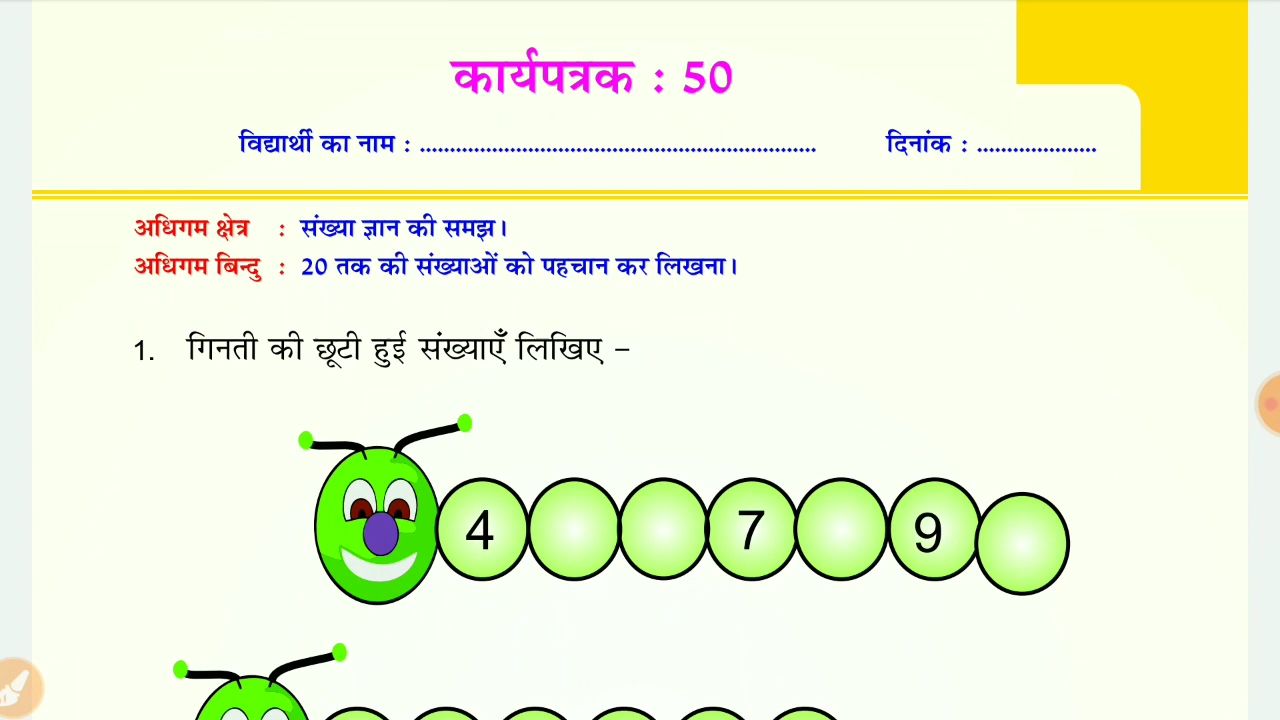 कार्यपत्रक : 50
विद्यार्थी का नाम : .................................................................. दिनांक : ....................
अधिगम क्षेत्र : संख्या ज्ञान की समझ।
अधिगम बिन्दु : 20 तक की संख्याओं को पहचान कर लिखना।
1. गिनती की छूटी हुई संख्याएँ लिखिए –
4 7 9